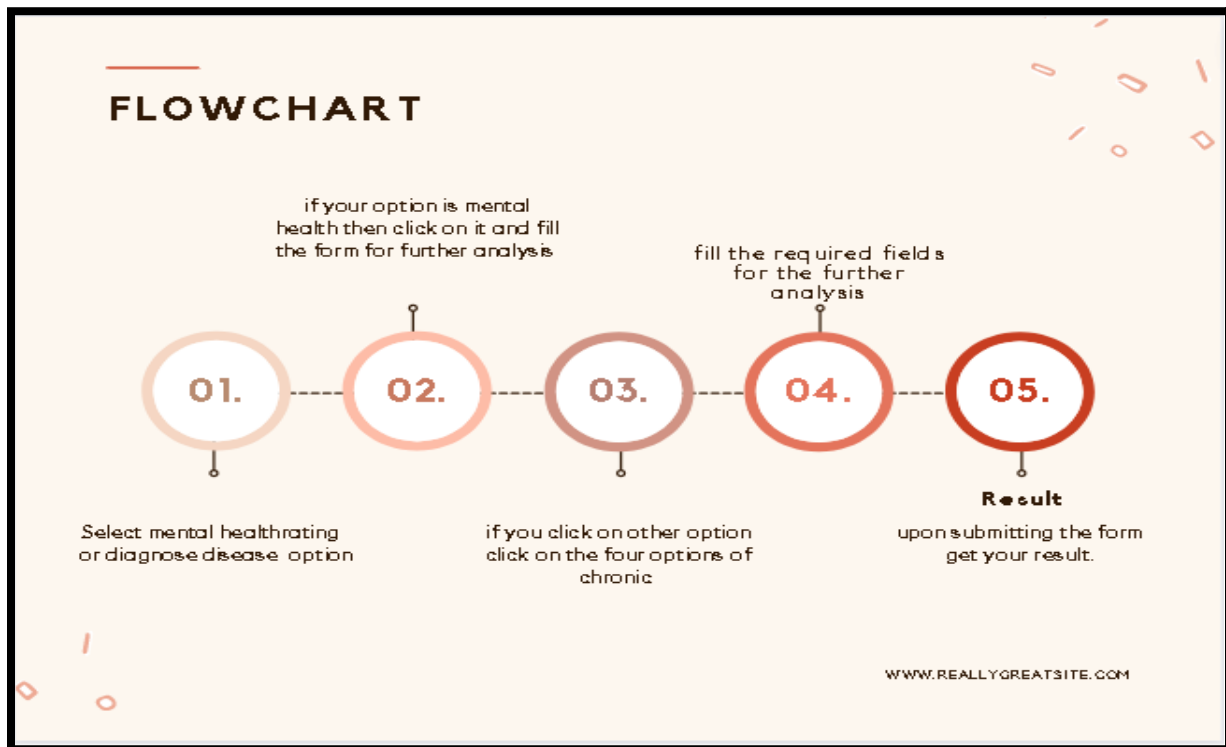 FLOWCHART
if your option is mental
health then click on it and fill
the form for further analysis
fill the required fields
for the further
analysis
01.
02.
03.
04.
05.
Select mental healthrating
or diagnose disease option
if you click on other option
click on the four options of
chronic
Result
upon submitting the form
get your result.
WWW.REALLYGREATSITE.COM